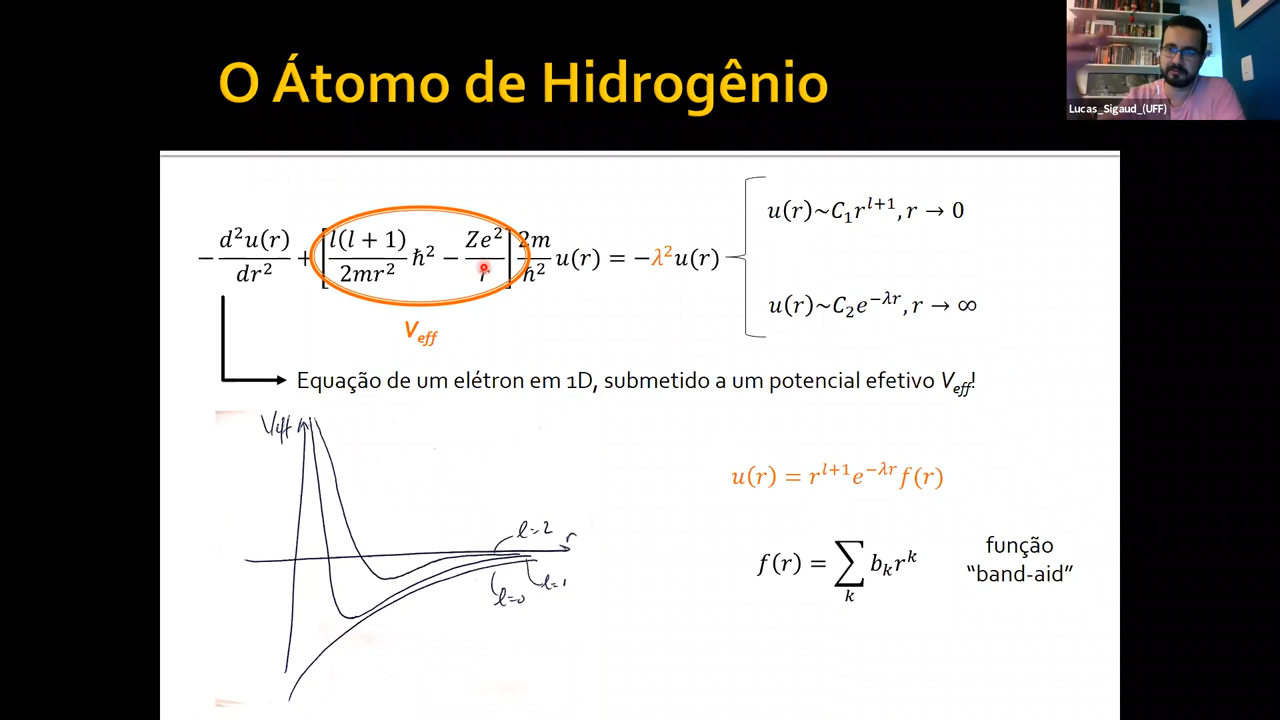 O Átomo de Hidrogênio
Lucas_Sigaud_(UFF)
− d²u(r)/dr² + [l(l + 1)/2mr² ħ² − Ze²/r] 2m/ħ² u(r) = −λ²u(r)
u(r)~C₁r^{l+1}, r → 0
u(r)~C₂e^{−λr}, r → ∞
V_eff
Equação de um elétron em 1D, submetido a um potencial efetivo V_eff!
Veff
l=2
r
l=1
l=0
u(r) = r^{l+1}e^{−λr}f(r)
f(r) = ∑_k b_k r^k
função
“band-aid”